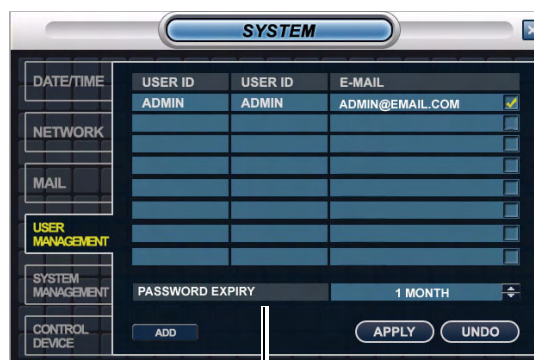 SYSTEM
DATE/TIME
NETWORK
MAIL
USER
MANAGEMENT
SYSTEM
MANAGEMENT
CONTROL
DEVICE
USER ID USER ID E-MAIL
ADMIN ADMIN ADMIN@EMAIL.COM
PASSWORD EXPIRY 1 MONTH
ADD APPLY UNDO